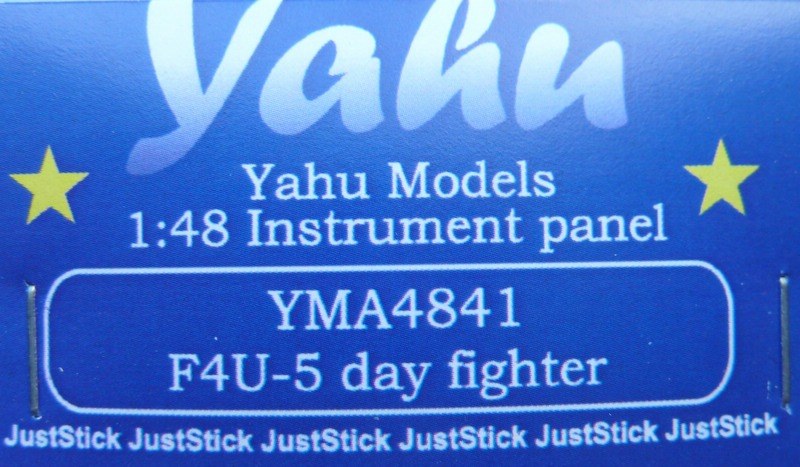 Yahu
Yahu Models
1:48 Instrument panel
YMA4841
F4U-5 day fighter
JustStick JustStick JustStick JustStick JustStick JustStick